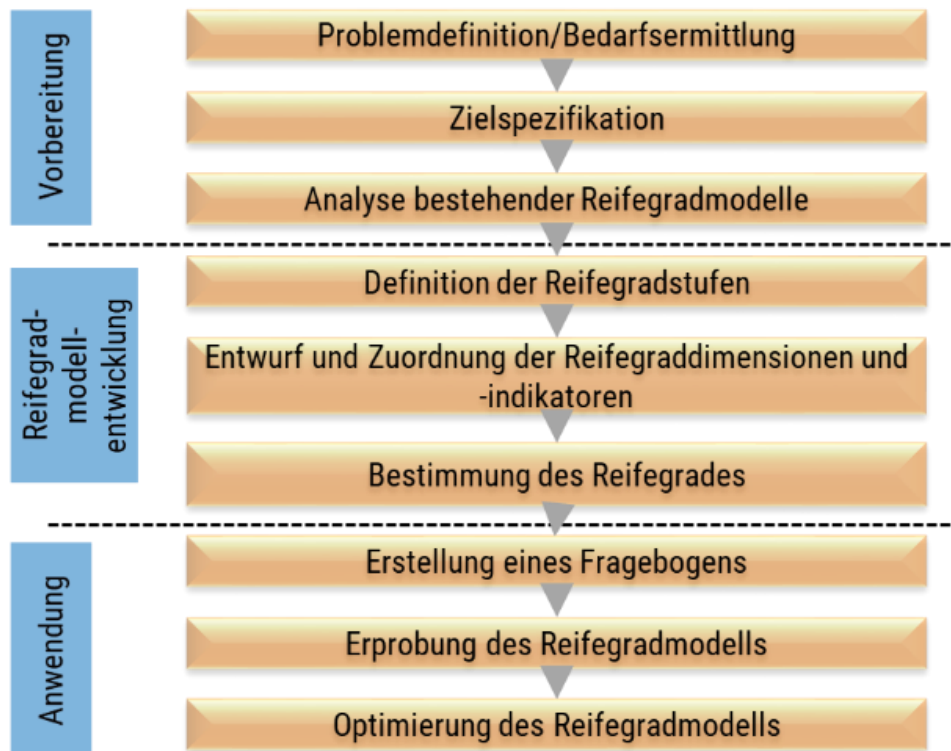 Vorbereitung
Problemdefinition/Bedarfsermittlung
Zielspezifikation
Analyse bestehender Reifegradmodelle
Reifegrad-
modell-
entwicklung
Definition der Reifegradstufen
Entwurf und Zuordnung der Reifegraddimensionen und
-indikatoren
Bestimmung des Reifegrades
Anwendung
Erstellung eines Fragebogens
Erprobung des Reifegradmodells
Optimierung des Reifegradmodells